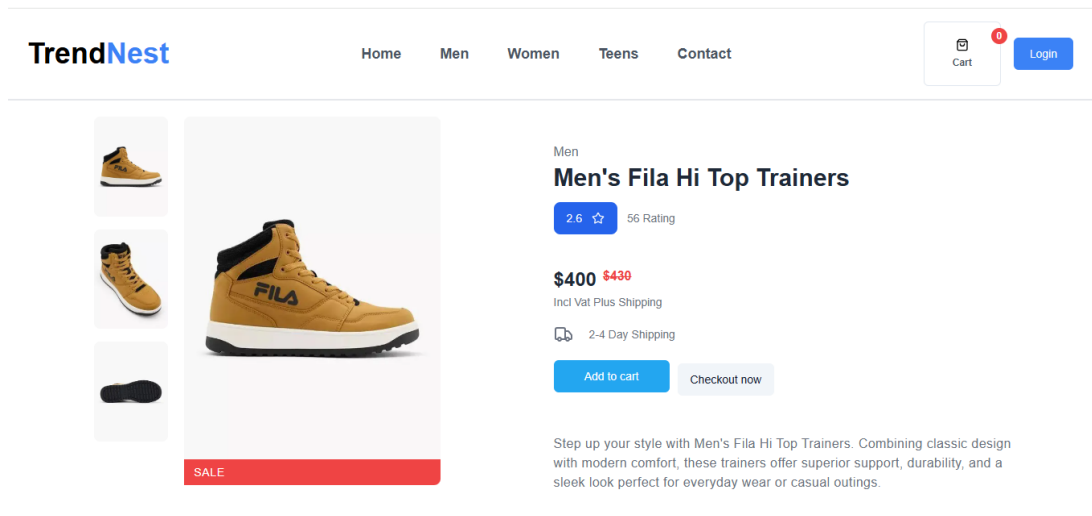 TrendNest
Home Men Women Teens Contact
0
Cart
Login
Men
Men's Fila Hi Top Trainers
2.6
56 Rating
$400 $430
Incl Vat Plus Shipping
2-4 Day Shipping
Add to cart
Checkout now
Step up your style with Men's Fila Hi Top Trainers. Combining classic design
with modern comfort, these trainers offer superior support, durability, and a
sleek look perfect for everyday wear or casual outings.
FILA
FILA
SALE